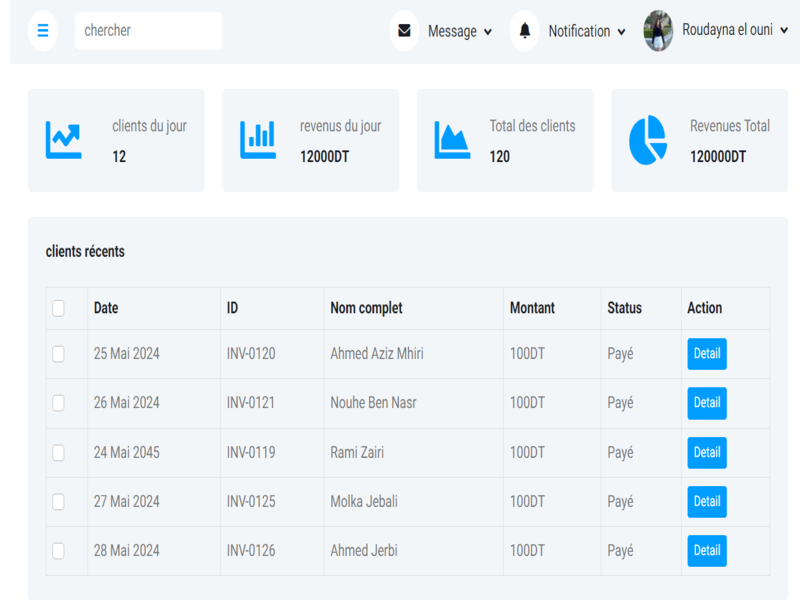 chercher Message Notification Roudayna el ouni
clients du jour revenus du jour Total des clients Revenues Total
12 12000DT 120 120000DT
clients récents
Date ID Nom complet Montant Status Action
25 Mai 2024 INV-0120 Ahmed Aziz Mhiri 100DT Payé Detail
26 Mai 2024 INV-0121 Nouhe Ben Nasr 100DT Payé Detail
24 Mai 2045 INV-0119 Rami Zairi 100DT Payé Detail
27 Mai 2024 INV-0125 Molka Jebali 100DT Payé Detail
28 Mai 2024 INV-0126 Ahmed Jerbi 100DT Payé Detail